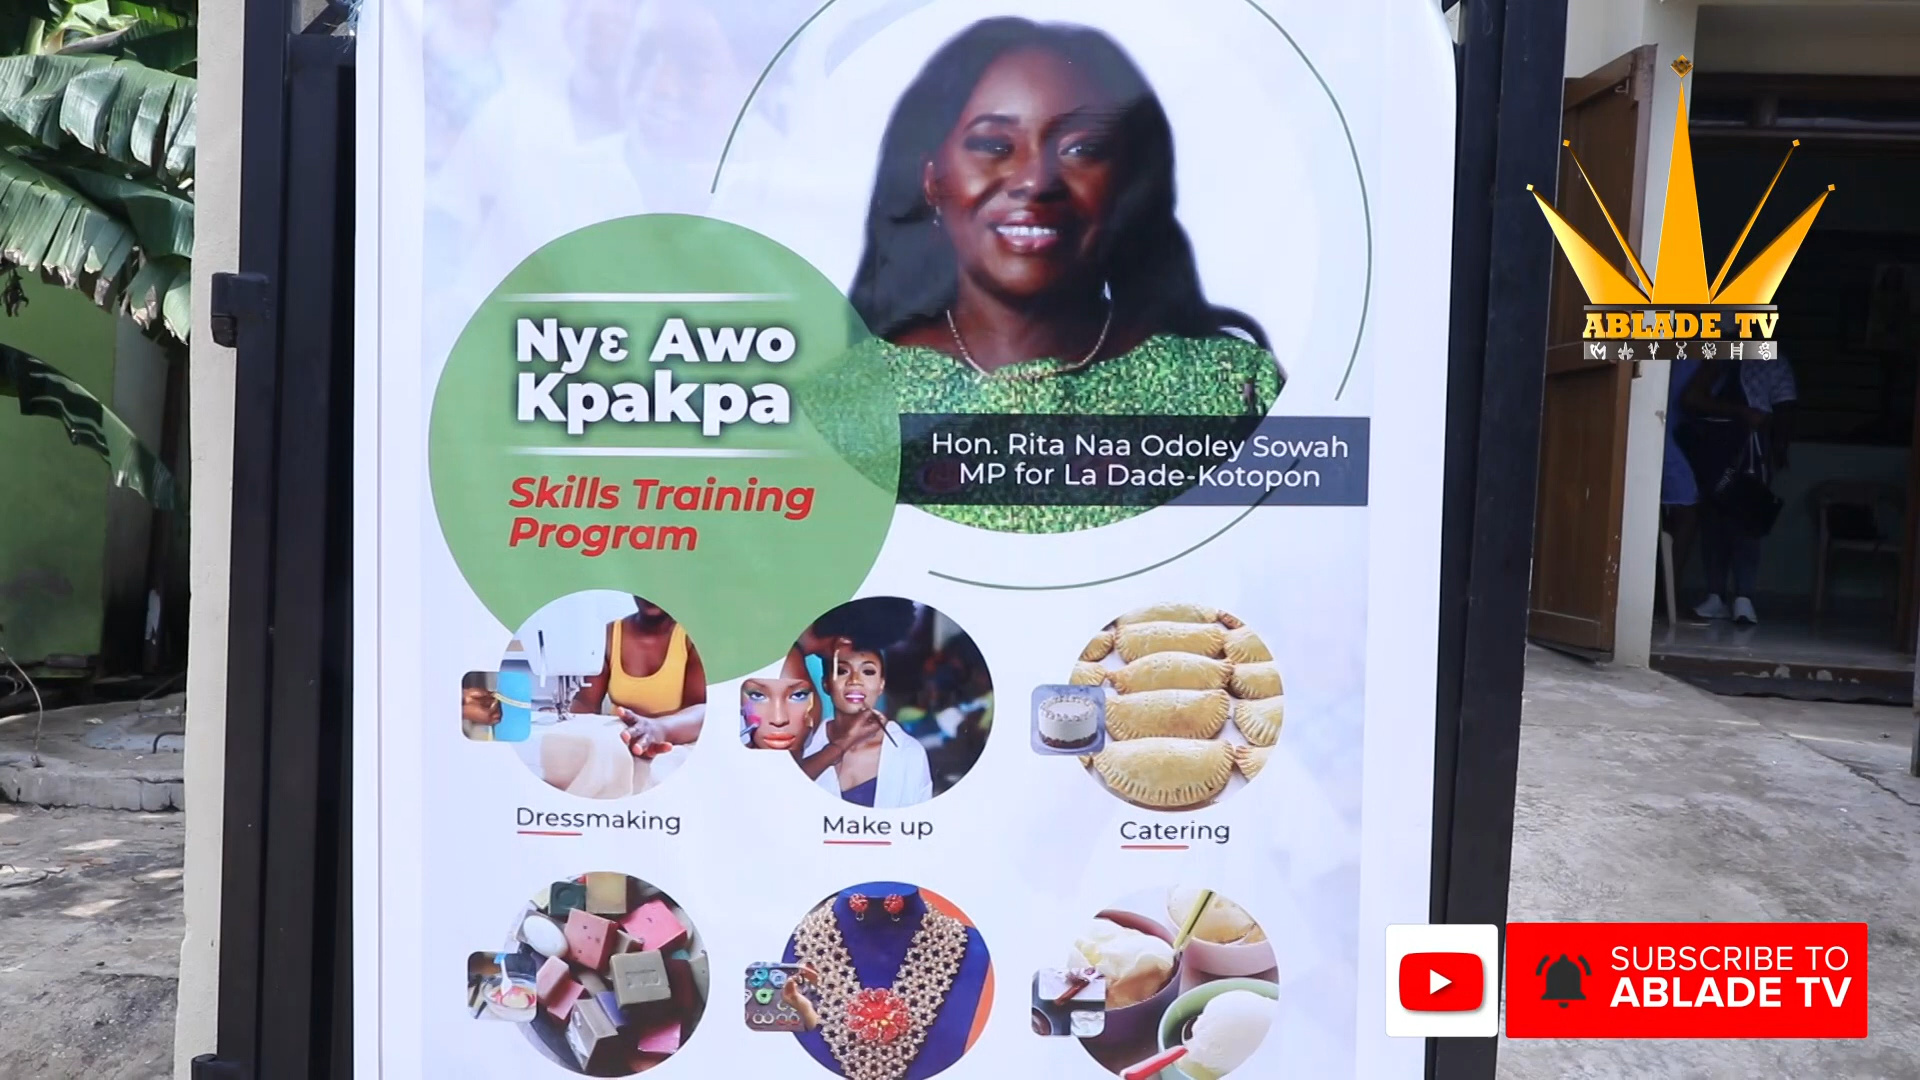 Nyɛ Awo
Kpakpa
Skills Training
Program
Hon. Rita Naa Odoley Sowah
MP for La Dade-Kotopon
Dressmaking
Make up
Catering
ABLADE TV
SUBSCRIBE TO
ABLADE TV